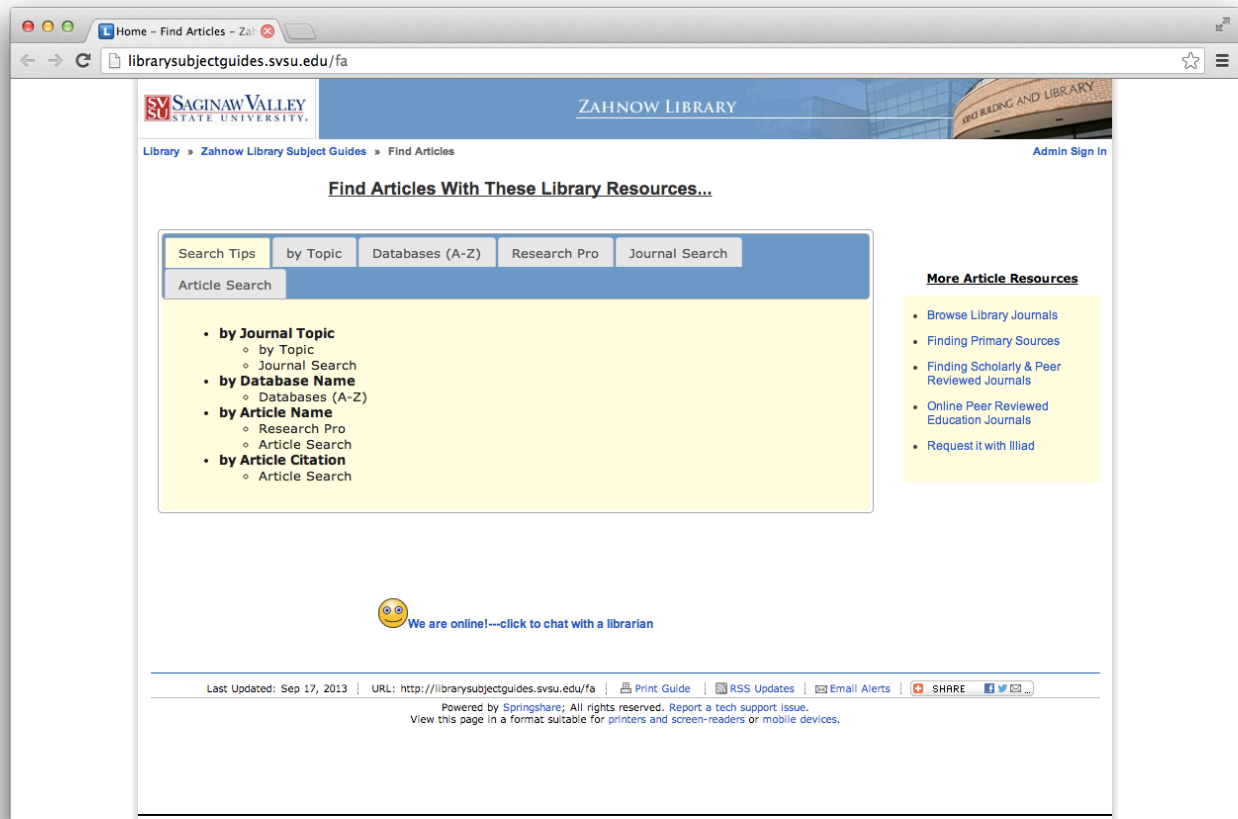 Home – Find Articles – Zah
librarysubjectguides.svsu.edu/fa
SVSU SAGINAW VALLEY
STATE UNIVERSITY.
ZAHNOW LIBRARY
SCIENCE BUILDING AND LIBRARY
Library » Zahnow Library Subject Guides » Find Articles
Admin Sign In
Find Articles With These Library Resources...
Search Tips
by Topic
Databases (A-Z)
Research Pro
Journal Search
Article Search
• by Journal Topic
◦ by Topic
◦ Journal Search
• by Database Name
◦ Databases (A-Z)
• by Article Name
◦ Research Pro
◦ Article Search
• by Article Citation
◦ Article Search
More Article Resources
• Browse Library Journals
• Finding Primary Sources
• Finding Scholarly & Peer
Reviewed Journals
• Online Peer Reviewed
Education Journals
• Request it with Illiad
We are online!---click to chat with a librarian
Last Updated: Sep 17, 2013 | URL: http://librarysubjectguides.svsu.edu/fa | Print Guide | RSS Updates | Email Alerts | SHARE ...
Powered by Springshare; All rights reserved. Report a tech support issue.
View this page in a format suitable for printers and screen-readers or mobile devices.